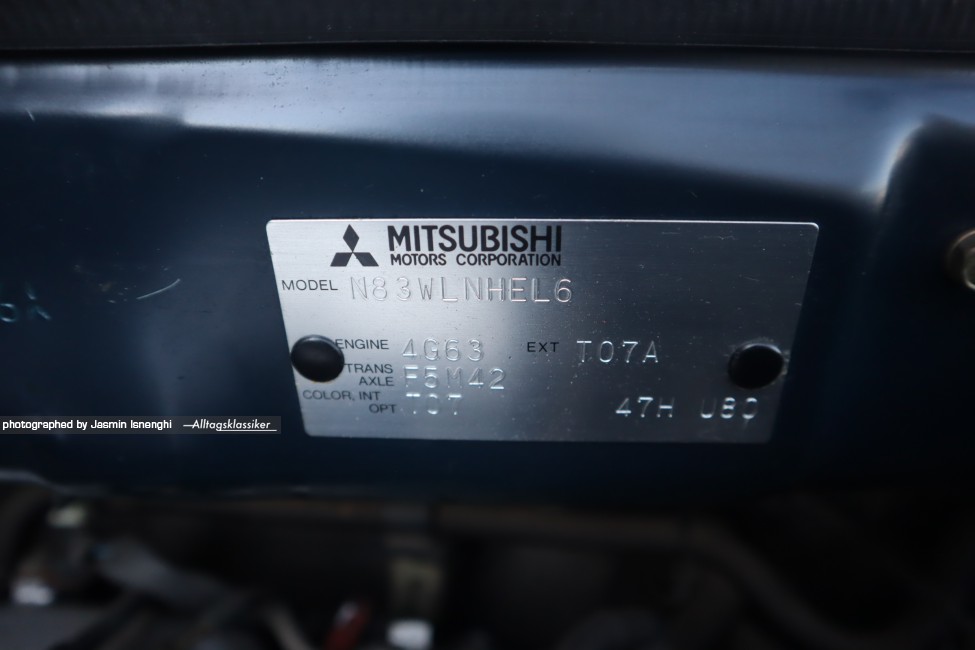 MITSUBISHI
MOTORS CORPORATION
MODEL N83WLNHEL6
ENGINE 4G63 EXT T07A
TRANS
AXLE F5M42
COLOR, INT
OPT T07 47H U80
photographed by Jasmin Isnenghi —Alltagsklassiker—